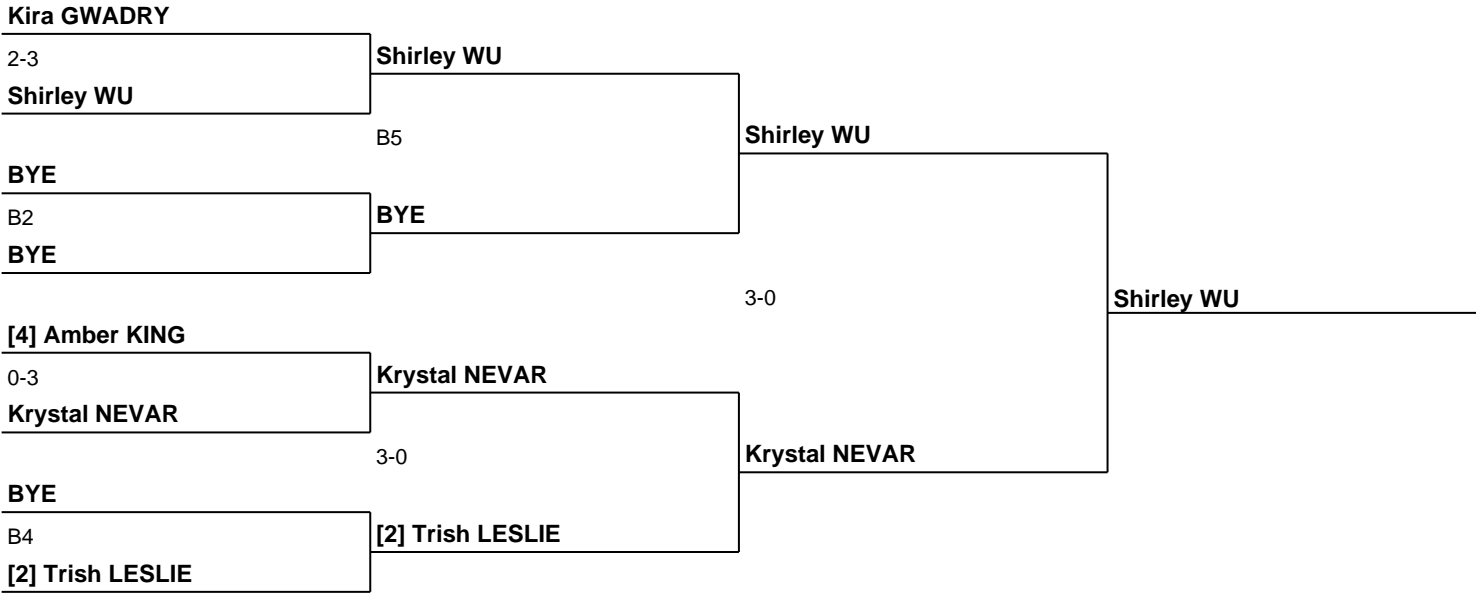 Kira GWADRY
2-3
Shirley WU
Shirley WU
B5
Shirley WU
BYE
B2
BYE
BYE
3-0
Shirley WU
[4] Amber KING
0-3
Krystal NEVAR
Krystal NEVAR
3-0
Krystal NEVAR
BYE
B4
[2] Trish LESLIE
[2] Trish LESLIE